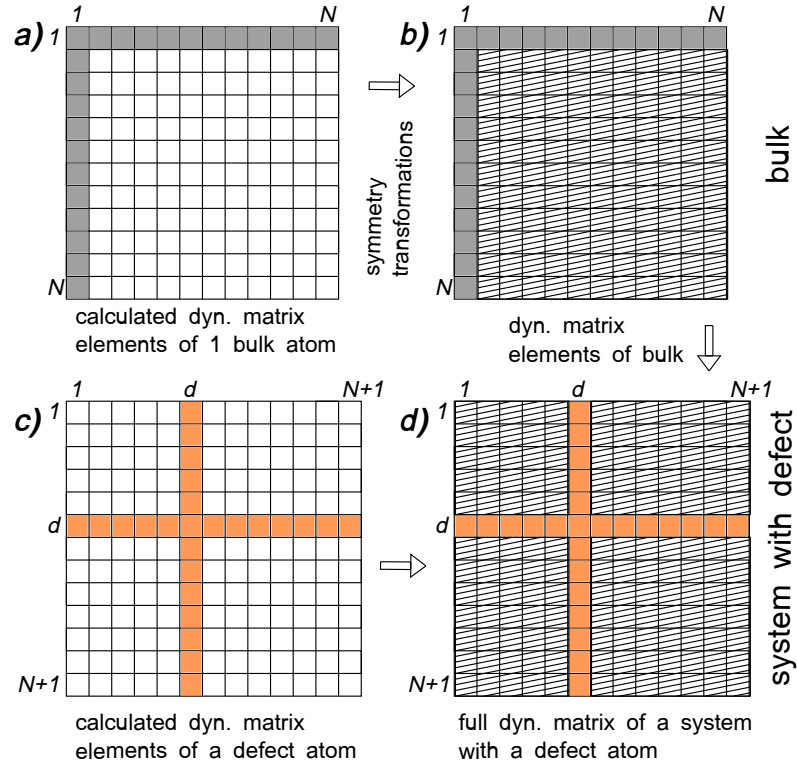 1 N
a) 1
N
calculated dyn. matrix
elements of 1 bulk atom
symmetry
transformations
1 N
b) 1
N
dyn. matrix
elements of bulk
bulk
1 d N+1
c) 1
d
N+1
calculated dyn. matrix
elements of a defect atom
1 d N+1
d) 1
d
N+1
full dyn. matrix of a system
with a defect atom
system with defect